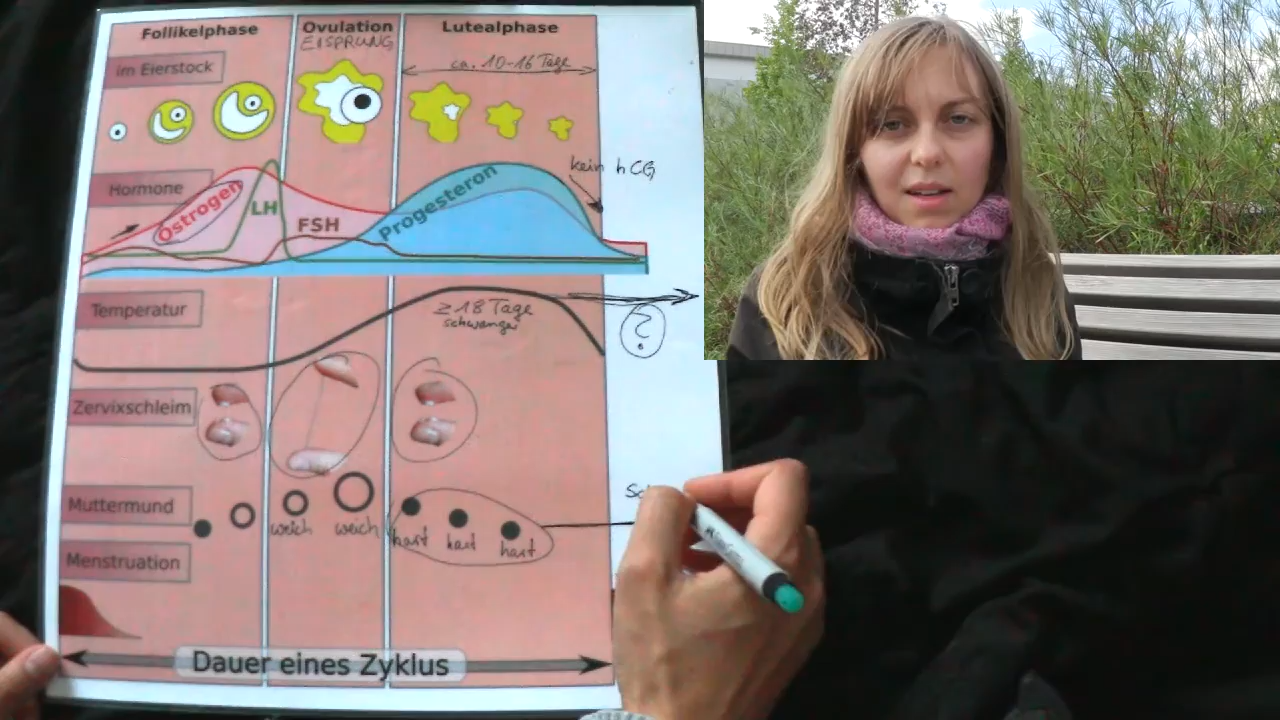 Follikelphase
Ovulation
EISPRUNG
Lutealphase
im Eierstock
ca. 10-16 Tage
Hormone
Östrogen
LH
FSH
Progesteron
kein hCG
Temperatur
≥18 Tage
schwanger
?
Zervixschleim
Muttermund
weich
weich
hart
hart
hart
Menstruation
Dauer eines Zyklus